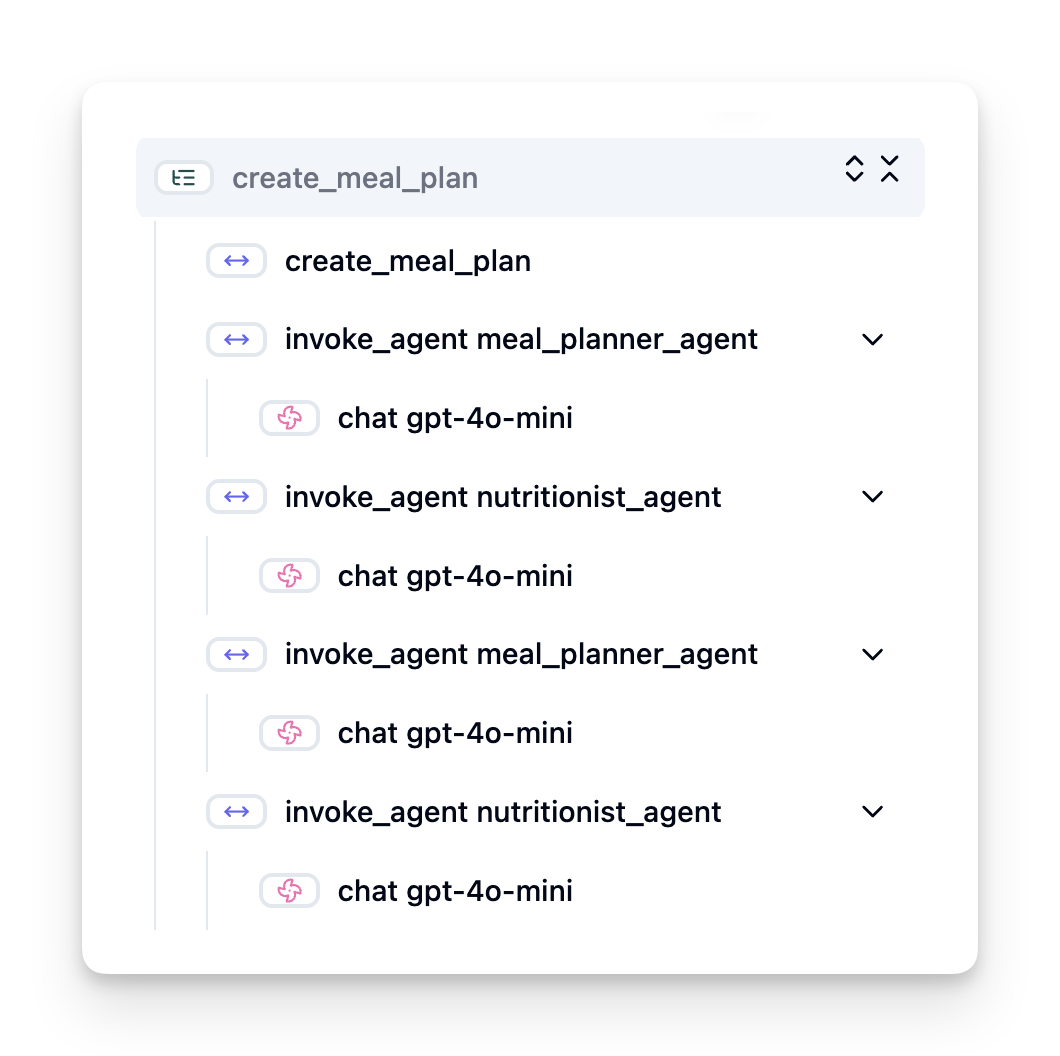 create_meal_plan
create_meal_plan
invoke_agent meal_planner_agent
chat gpt-4o-mini
invoke_agent nutritionist_agent
chat gpt-4o-mini
invoke_agent meal_planner_agent
chat gpt-4o-mini
invoke_agent nutritionist_agent
chat gpt-4o-mini